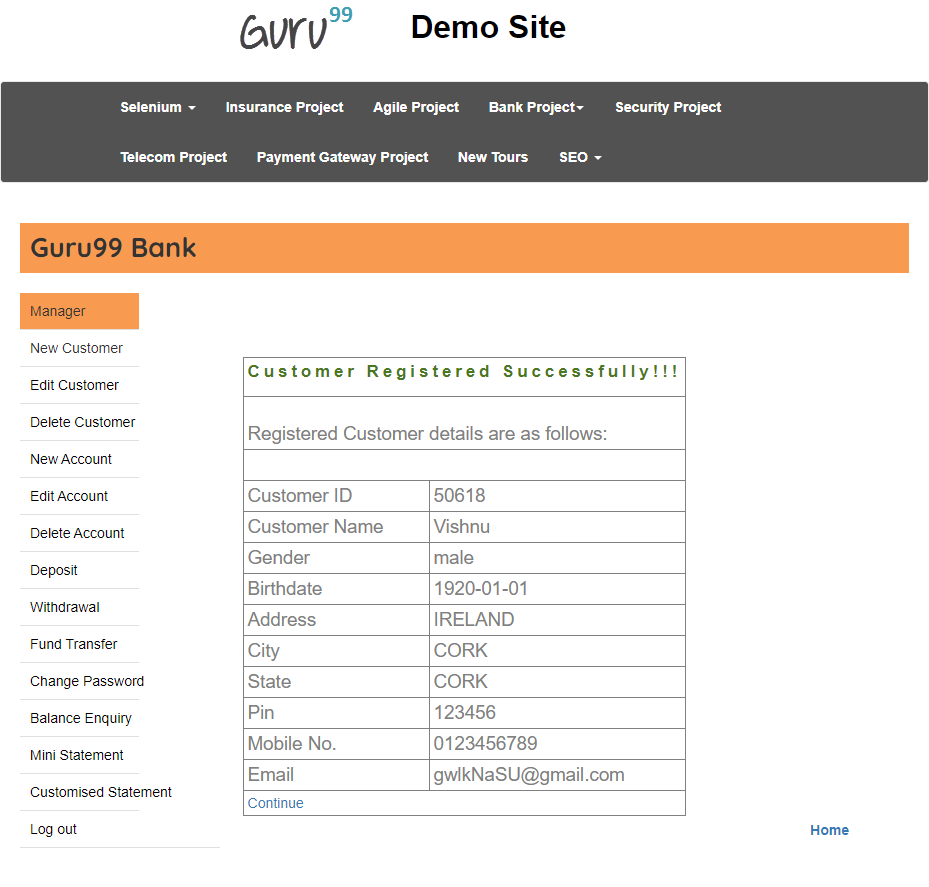 Guru99 Demo Site
Selenium Insurance Project Agile Project Bank Project Security Project
Telecom Project Payment Gateway Project New Tours SEO
Guru99 Bank
Manager
New Customer
Edit Customer
Delete Customer
New Account
Edit Account
Delete Account
Deposit
Withdrawal
Fund Transfer
Change Password
Balance Enquiry
Mini Statement
Customised Statement
Log out
Customer Registered Successfully!!!
Registered Customer details are as follows:
Customer ID 50618
Customer Name Vishnu
Gender male
Birthdate 1920-01-01
Address IRELAND
City CORK
State CORK
Pin 123456
Mobile No. 0123456789
Email gwlkNaSU@gmail.com
Continue
Home